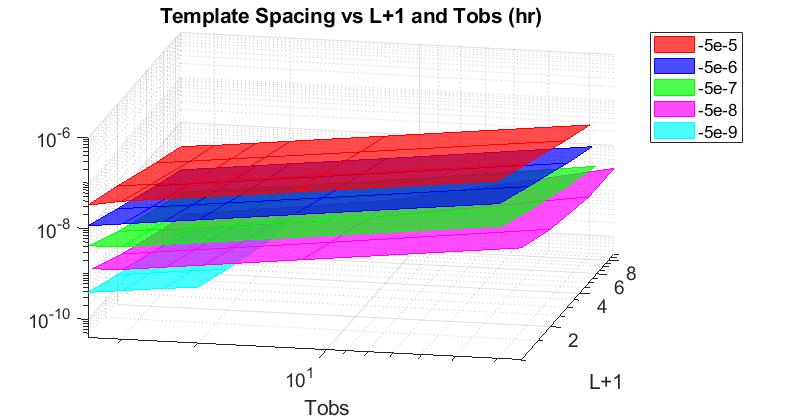 Template Spacing vs L+1 and Tobs (hr)
-5e-5
-5e-6
-5e-7
-5e-8
-5e-9
10^-6
10^-8
10^-10
10^1
2
4
6
8
L+1
Tobs